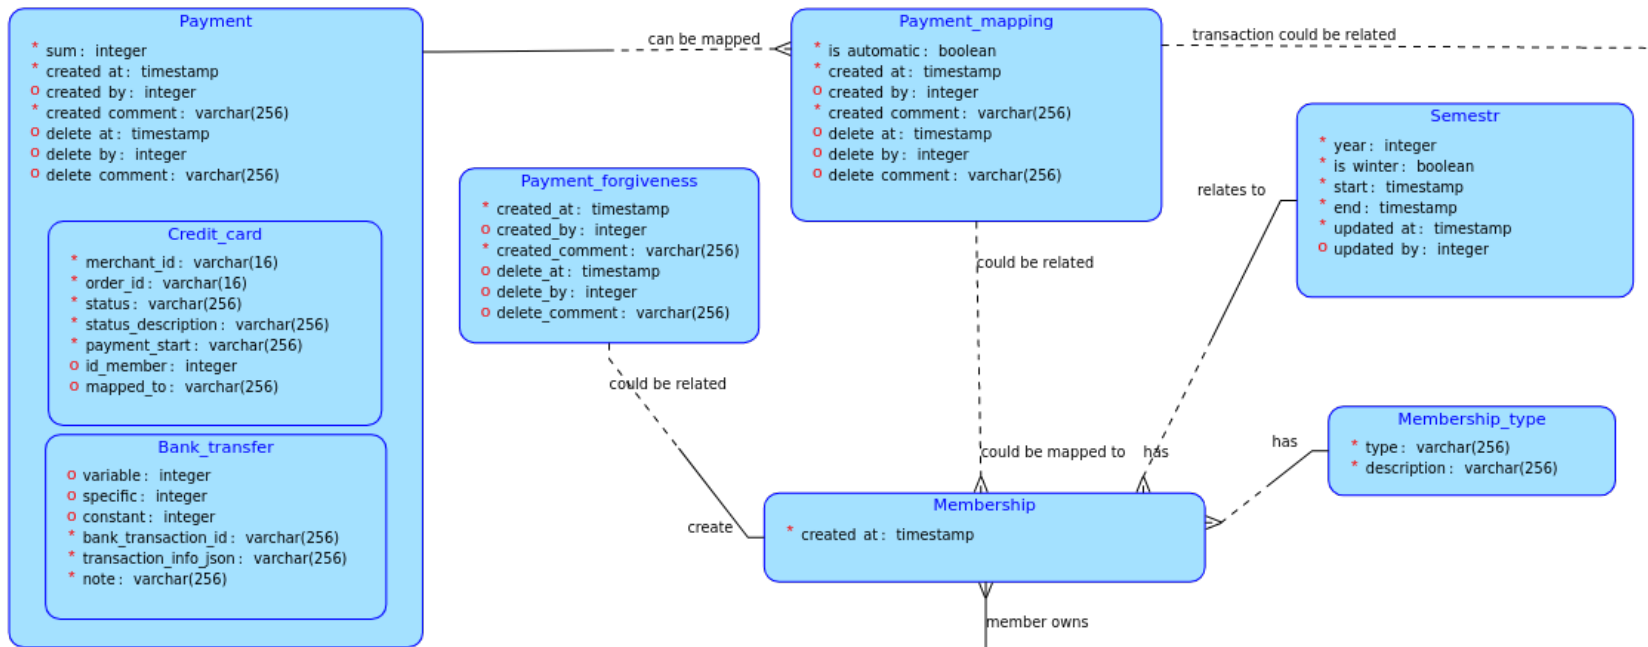 Payment
* sum: integer
* created at: timestamp
o created by: integer
* created comment: varchar(256)
o delete at: timestamp
o delete by: integer
o delete comment: varchar(256)
Credit_card
* merchant_id: varchar(16)
* order_id: varchar(16)
* status: varchar(256)
* status_description: varchar(256)
* payment_start: varchar(256)
o id_member: integer
o mapped_to: varchar(256)
Bank_transfer
o variable: integer
o specific: integer
o constant: integer
* bank_transaction_id: varchar(256)
* transaction_info_json: varchar(256)
* note: varchar(256)
can be mapped
Payment_forgiveness
* created_at: timestamp
o created_by: integer
* created_comment: varchar(256)
o delete_at: timestamp
o delete_by: integer
o delete_comment: varchar(256)
could be related
create
Payment_mapping
* is automatic: boolean
* created at: timestamp
o created by: integer
* created comment: varchar(256)
o delete at: timestamp
o delete by: integer
o delete comment: varchar(256)
transaction could be related
could be related
could be mapped to
has
Semestr
* year: integer
* is winter: boolean
* start: timestamp
* end: timestamp
* updated at: timestamp
o updated by: integer
relates to
Membership_type
* type: varchar(256)
* description: varchar(256)
has
Membership
* created at: timestamp
member owns